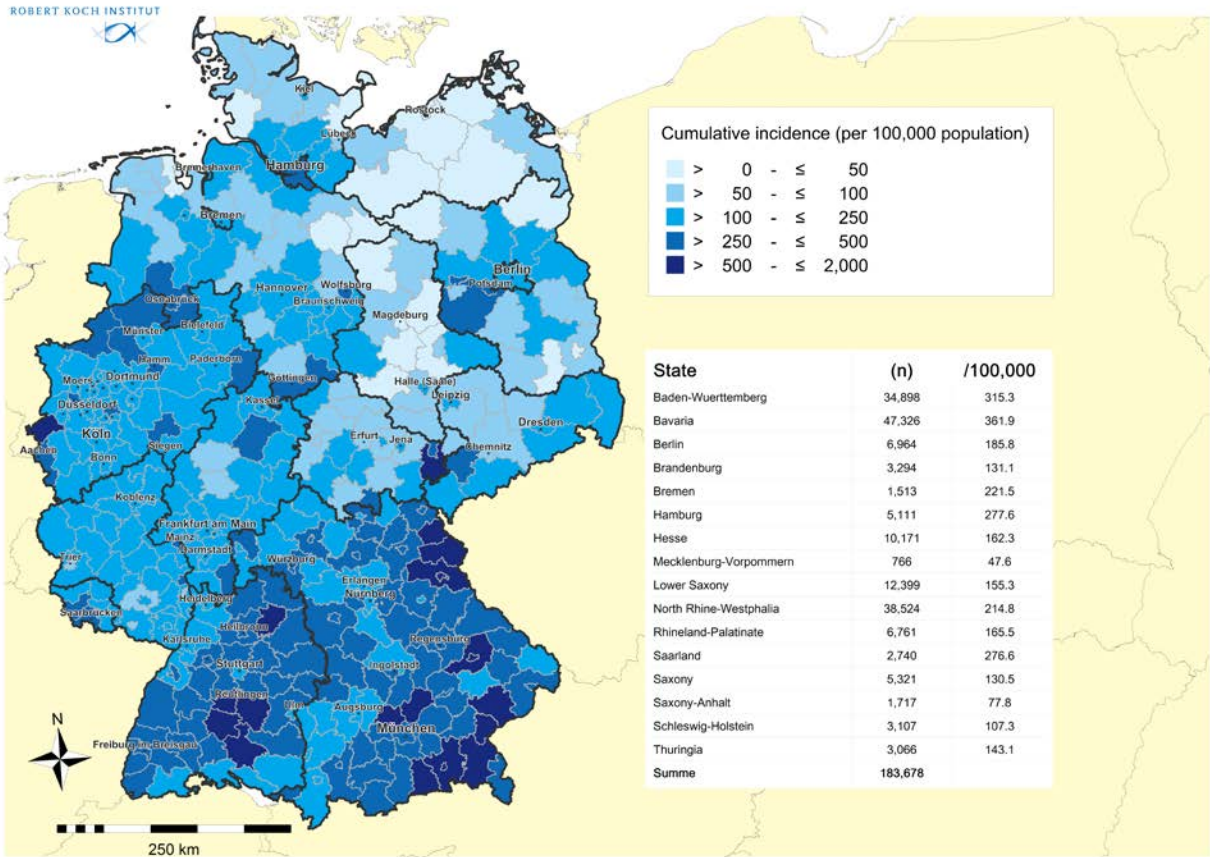 ROBERT KOCH INSTITUT
Kiel
Rostock
Lübeck
Hamburg
Bremerhaven
Bremen
Berlin
Potsdam
Wolfsburg
Hannover
Braunschweig
Osnabrück
Magdeburg
Münster
Bielefeld
Hamm
Paderborn
Göttingen
Halle (Saale)
Moers
Dortmund
Leipzig
Kassel
Düsseldorf
Dresden
Köln
Erfurt
Jena
Chemnitz
Aachen
Siegen
Bonn
Koblenz
Frankfurt am Main
Mainz
Darmstadt
Trier
Würzburg
Erlangen
Nürnberg
Heidelberg
Saarbrücken
Heilbronn
Karlsruhe
Regensburg
Stuttgart
Ingolstadt
Reutlingen
Ulm
Augsburg
München
Freiburg im Breisgau
N
250 km
Cumulative incidence (per 100,000 population)
> 0 - ≤ 50
> 50 - ≤ 100
> 100 - ≤ 250
> 250 - ≤ 500
> 500 - ≤ 2,000
State (n) /100,000
Baden-Wuerttemberg 34,898 315.3
Bavaria 47,326 361.9
Berlin 6,964 185.8
Brandenburg 3,294 131.1
Bremen 1,513 221.5
Hamburg 5,111 277.6
Hesse 10,171 162.3
Mecklenburg-Vorpommern 766 47.6
Lower Saxony 12,399 155.3
North Rhine-Westphalia 38,524 214.8
Rhineland-Palatinate 6,761 165.5
Saarland 2,740 276.6
Saxony 5,321 130.5
Saxony-Anhalt 1,717 77.8
Schleswig-Holstein 3,107 107.3
Thuringia 3,066 143.1
Summe 183,678